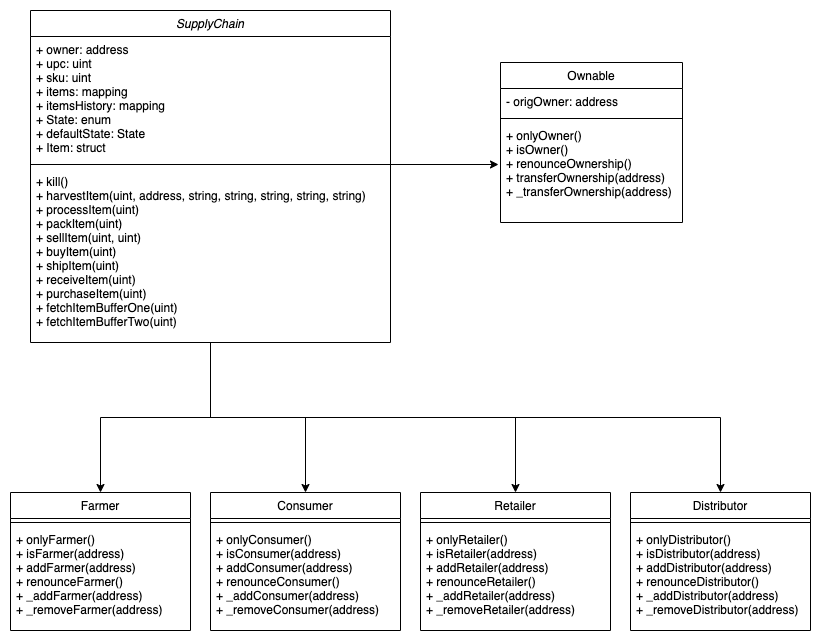 SupplyChain
+ owner: address
+ upc: uint
+ sku: uint
+ items: mapping
+ itemsHistory: mapping
+ State: enum
+ defaultState: State
+ Item: struct
+ kill()
+ harvestItem(uint, address, string, string, string, string, string)
+ processItem(uint)
+ packItem(uint)
+ sellItem(uint, uint)
+ buyItem(uint)
+ shipItem(uint)
+ receiveItem(uint)
+ purchaseItem(uint)
+ fetchItemBufferOne(uint)
+ fetchItemBufferTwo(uint)
Ownable
- origOwner: address
+ onlyOwner()
+ isOwner()
+ renounceOwnership()
+ transferOwnership(address)
+ _transferOwnership(address)
Farmer
+ onlyFarmer()
+ isFarmer(address)
+ addFarmer(address)
+ renounceFarmer()
+ _addFarmer(address)
+ _removeFarmer(address)
Consumer
+ onlyConsumer()
+ isConsumer(address)
+ addConsumer(address)
+ renounceConsumer()
+ _addConsumer(address)
+ _removeConsumer(address)
Retailer
+ onlyRetailer()
+ isRetailer(address)
+ addRetailer(address)
+ renounceRetailer()
+ _addRetailer(address)
+ _removeRetailer(address)
Distributor
+ onlyDistributor()
+ isDistributor(address)
+ addDistributor(address)
+ renounceDistributor()
+ _addDistributor(address)
+ _removeDistributor(address)